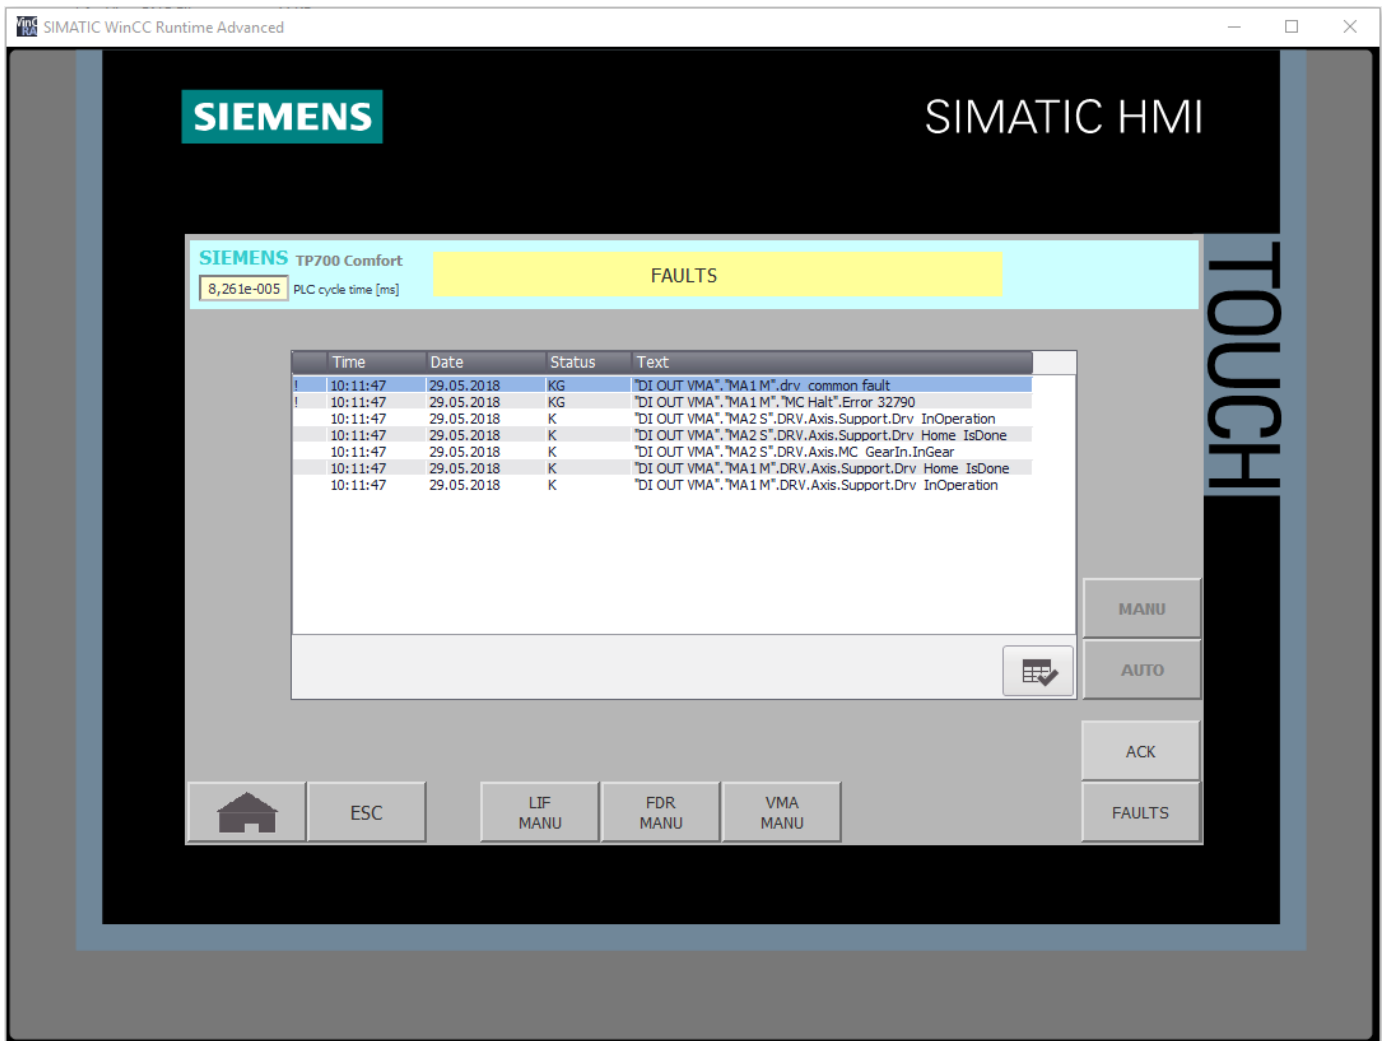 SIMATIC WinCC Runtime Advanced
SIEMENS
SIMATIC HMI
TOUCH
SIEMENS TP700 Comfort
FAULTS
8,261e-005 PLC cycle time [ms]
Time Date Status Text
! 10:11:47 29.05.2018 KG "DI OUT VMA"."MA1 M".drv common fault
! 10:11:47 29.05.2018 KG "DI OUT VMA"."MA1 M"."MC Halt".Error 32790
10:11:47 29.05.2018 K "DI OUT VMA"."MA2 S".DRV.Axis.Support.Drv InOperation
10:11:47 29.05.2018 K "DI OUT VMA"."MA2 S".DRV.Axis.Support.Drv Home IsDone
10:11:47 29.05.2018 K "DI OUT VMA"."MA2 S".DRV.Axis.MC GearIn.InGear
10:11:47 29.05.2018 K "DI OUT VMA"."MA1 M".DRV.Axis.Support.Drv Home IsDone
10:11:47 29.05.2018 K "DI OUT VMA"."MA1 M".DRV.Axis.Support.Drv InOperation
MANU
AUTO
ACK
ESC
LIF
MANU
FDR
MANU
VMA
MANU
FAULTS